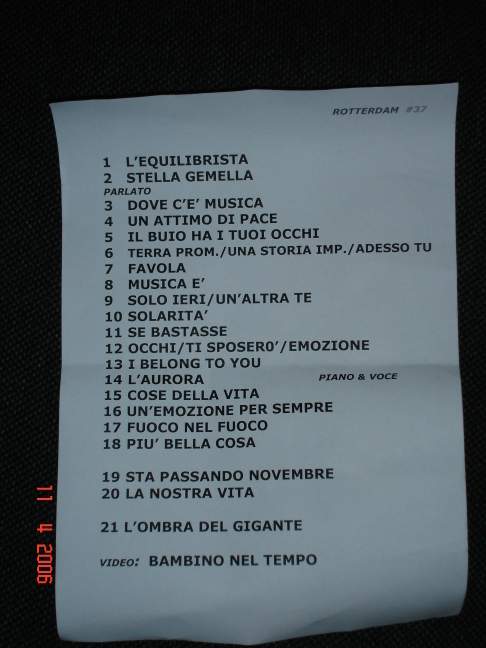 ROTTERDAM #37
1 L'EQUILIBRISTA
2 STELLA GEMELLA
PARLATO
3 DOVE C'E' MUSICA
4 UN ATTIMO DI PACE
5 IL BUIO HA I TUOI OCCHI
6 TERRA PROM./UNA STORIA IMP./ADESSO TU
7 FAVOLA
8 MUSICA E'
9 SOLO IERI/UN'ALTRA TE
10 SOLARITA'
11 SE BASTASSE
12 OCCHI/TI SPOSER0'/EMOZIONE
13 I BELONG TO YOU
14 L'AURORA PIANO & VOCE
15 COSE DELLA VITA
16 UN'EMOZIONE PER SEMPRE
17 FUOCO NEL FUOCO
18 PIU' BELLA COSA
19 STA PASSANDO NOVEMBRE
20 LA NOSTRA VITA
21 L'OMBRA DEL GIGANTE
VIDEO: BAMBINO NEL TEMPO
11 4 2006